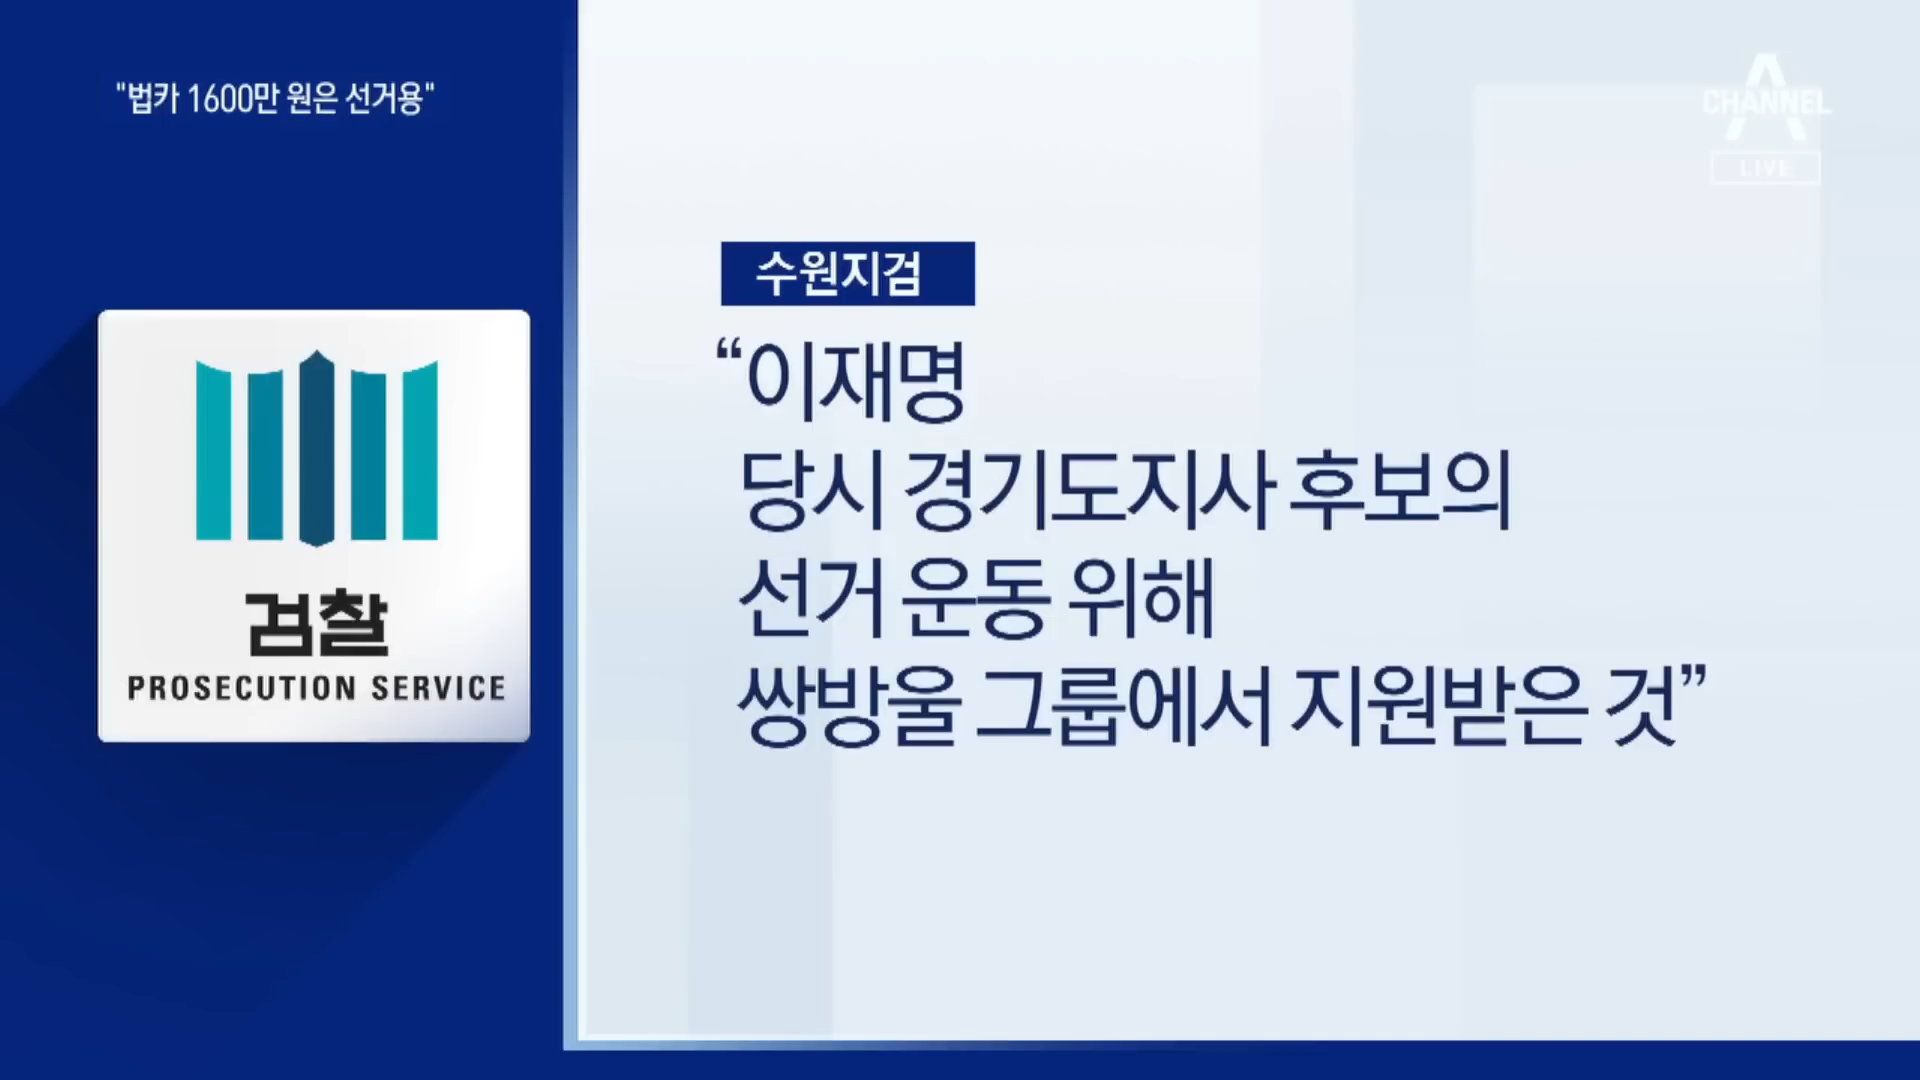 "법카 1600만 원은 선거용"
CHANNEL A
LIVE
수원지검
“이재명
당시 경기도지사 후보의
선거 운동 위해
쌍방울 그룹에서 지원받은 것”
검찰
PROSECUTION SERVICE